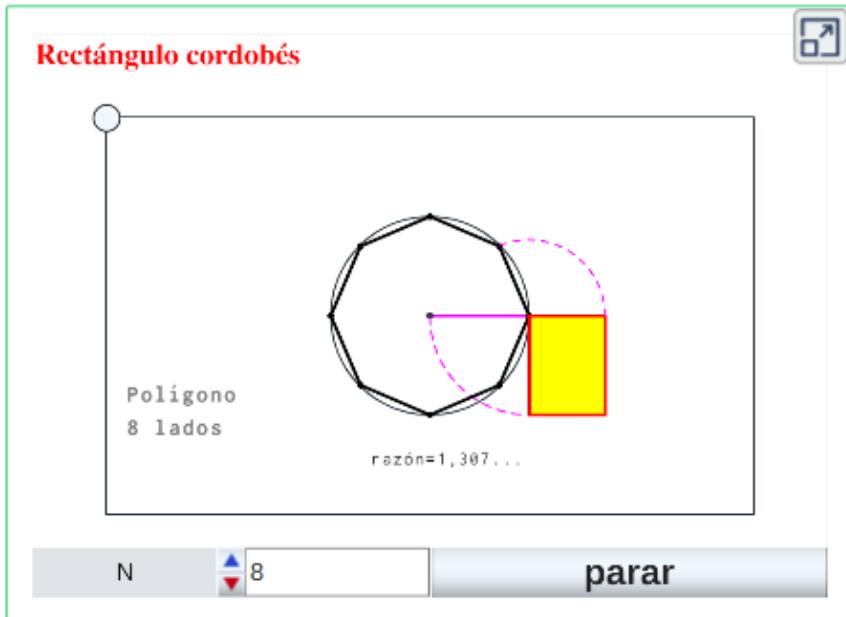 Rectángulo cordobés
Polígono
8 lados
razón=1,307...
N
8
parar